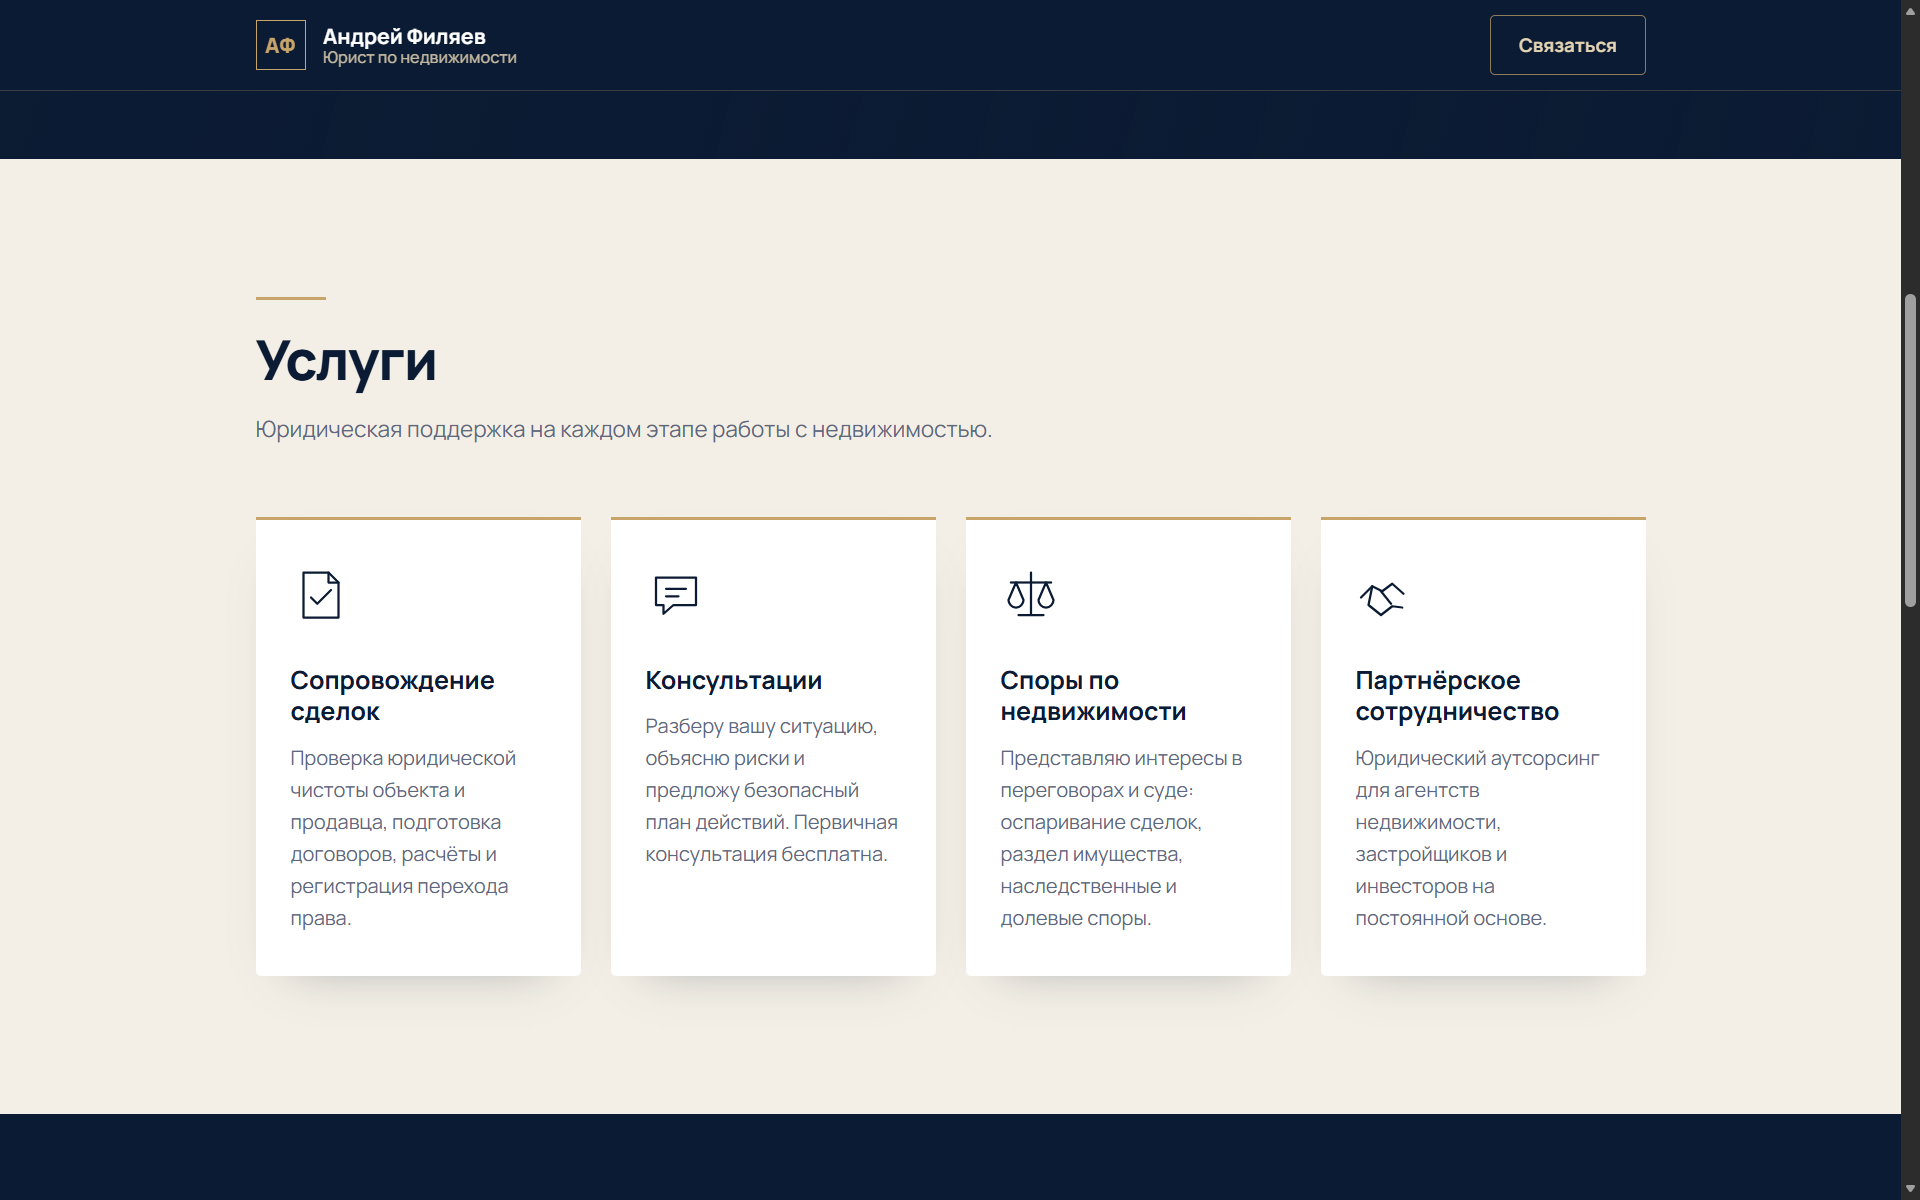 АФ
Андрей Филяев
Юрист по недвижимости
Связаться
Услуги
Юридическая поддержка на каждом этапе работы с недвижимостью.
Сопровождение
сделок
Проверка юридической
чистоты объекта и
продавца, подготовка
договоров, расчёты и
регистрация перехода
права.
Консультации
Разберу вашу ситуацию,
объясню риски и
предложу безопасный
план действий. Первичная
консультация бесплатна.
Споры по
недвижимости
Представляю интересы в
переговорах и суде:
оспаривание сделок,
раздел имущества,
наследственные и
долевые споры.
Партнёрское
сотрудничество
Юридический аутсорсинг
для агентств
недвижимости,
застройщиков и
инвесторов на
постоянной основе.